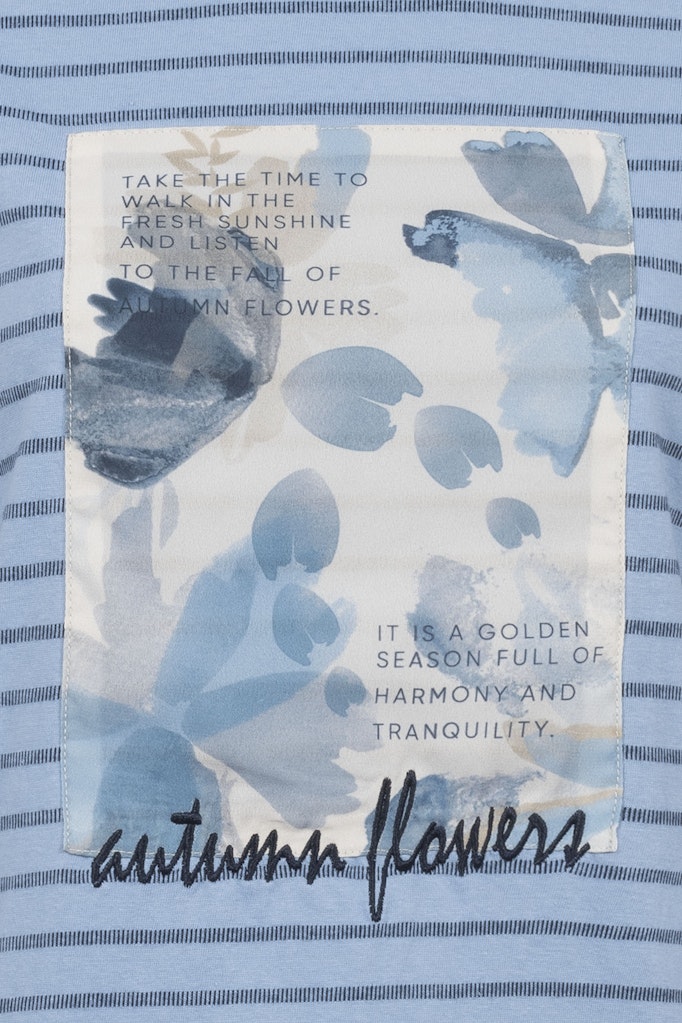 TAKE THE TIME TO
WALK IN THE
FRESH SUNSHINE
AND LISTEN
TO THE FALL OF
AUTUMN FLOWERS.
IT IS A GOLDEN
SEASON FULL OF
HARMONY AND
TRANQUILITY.
autumn flowers